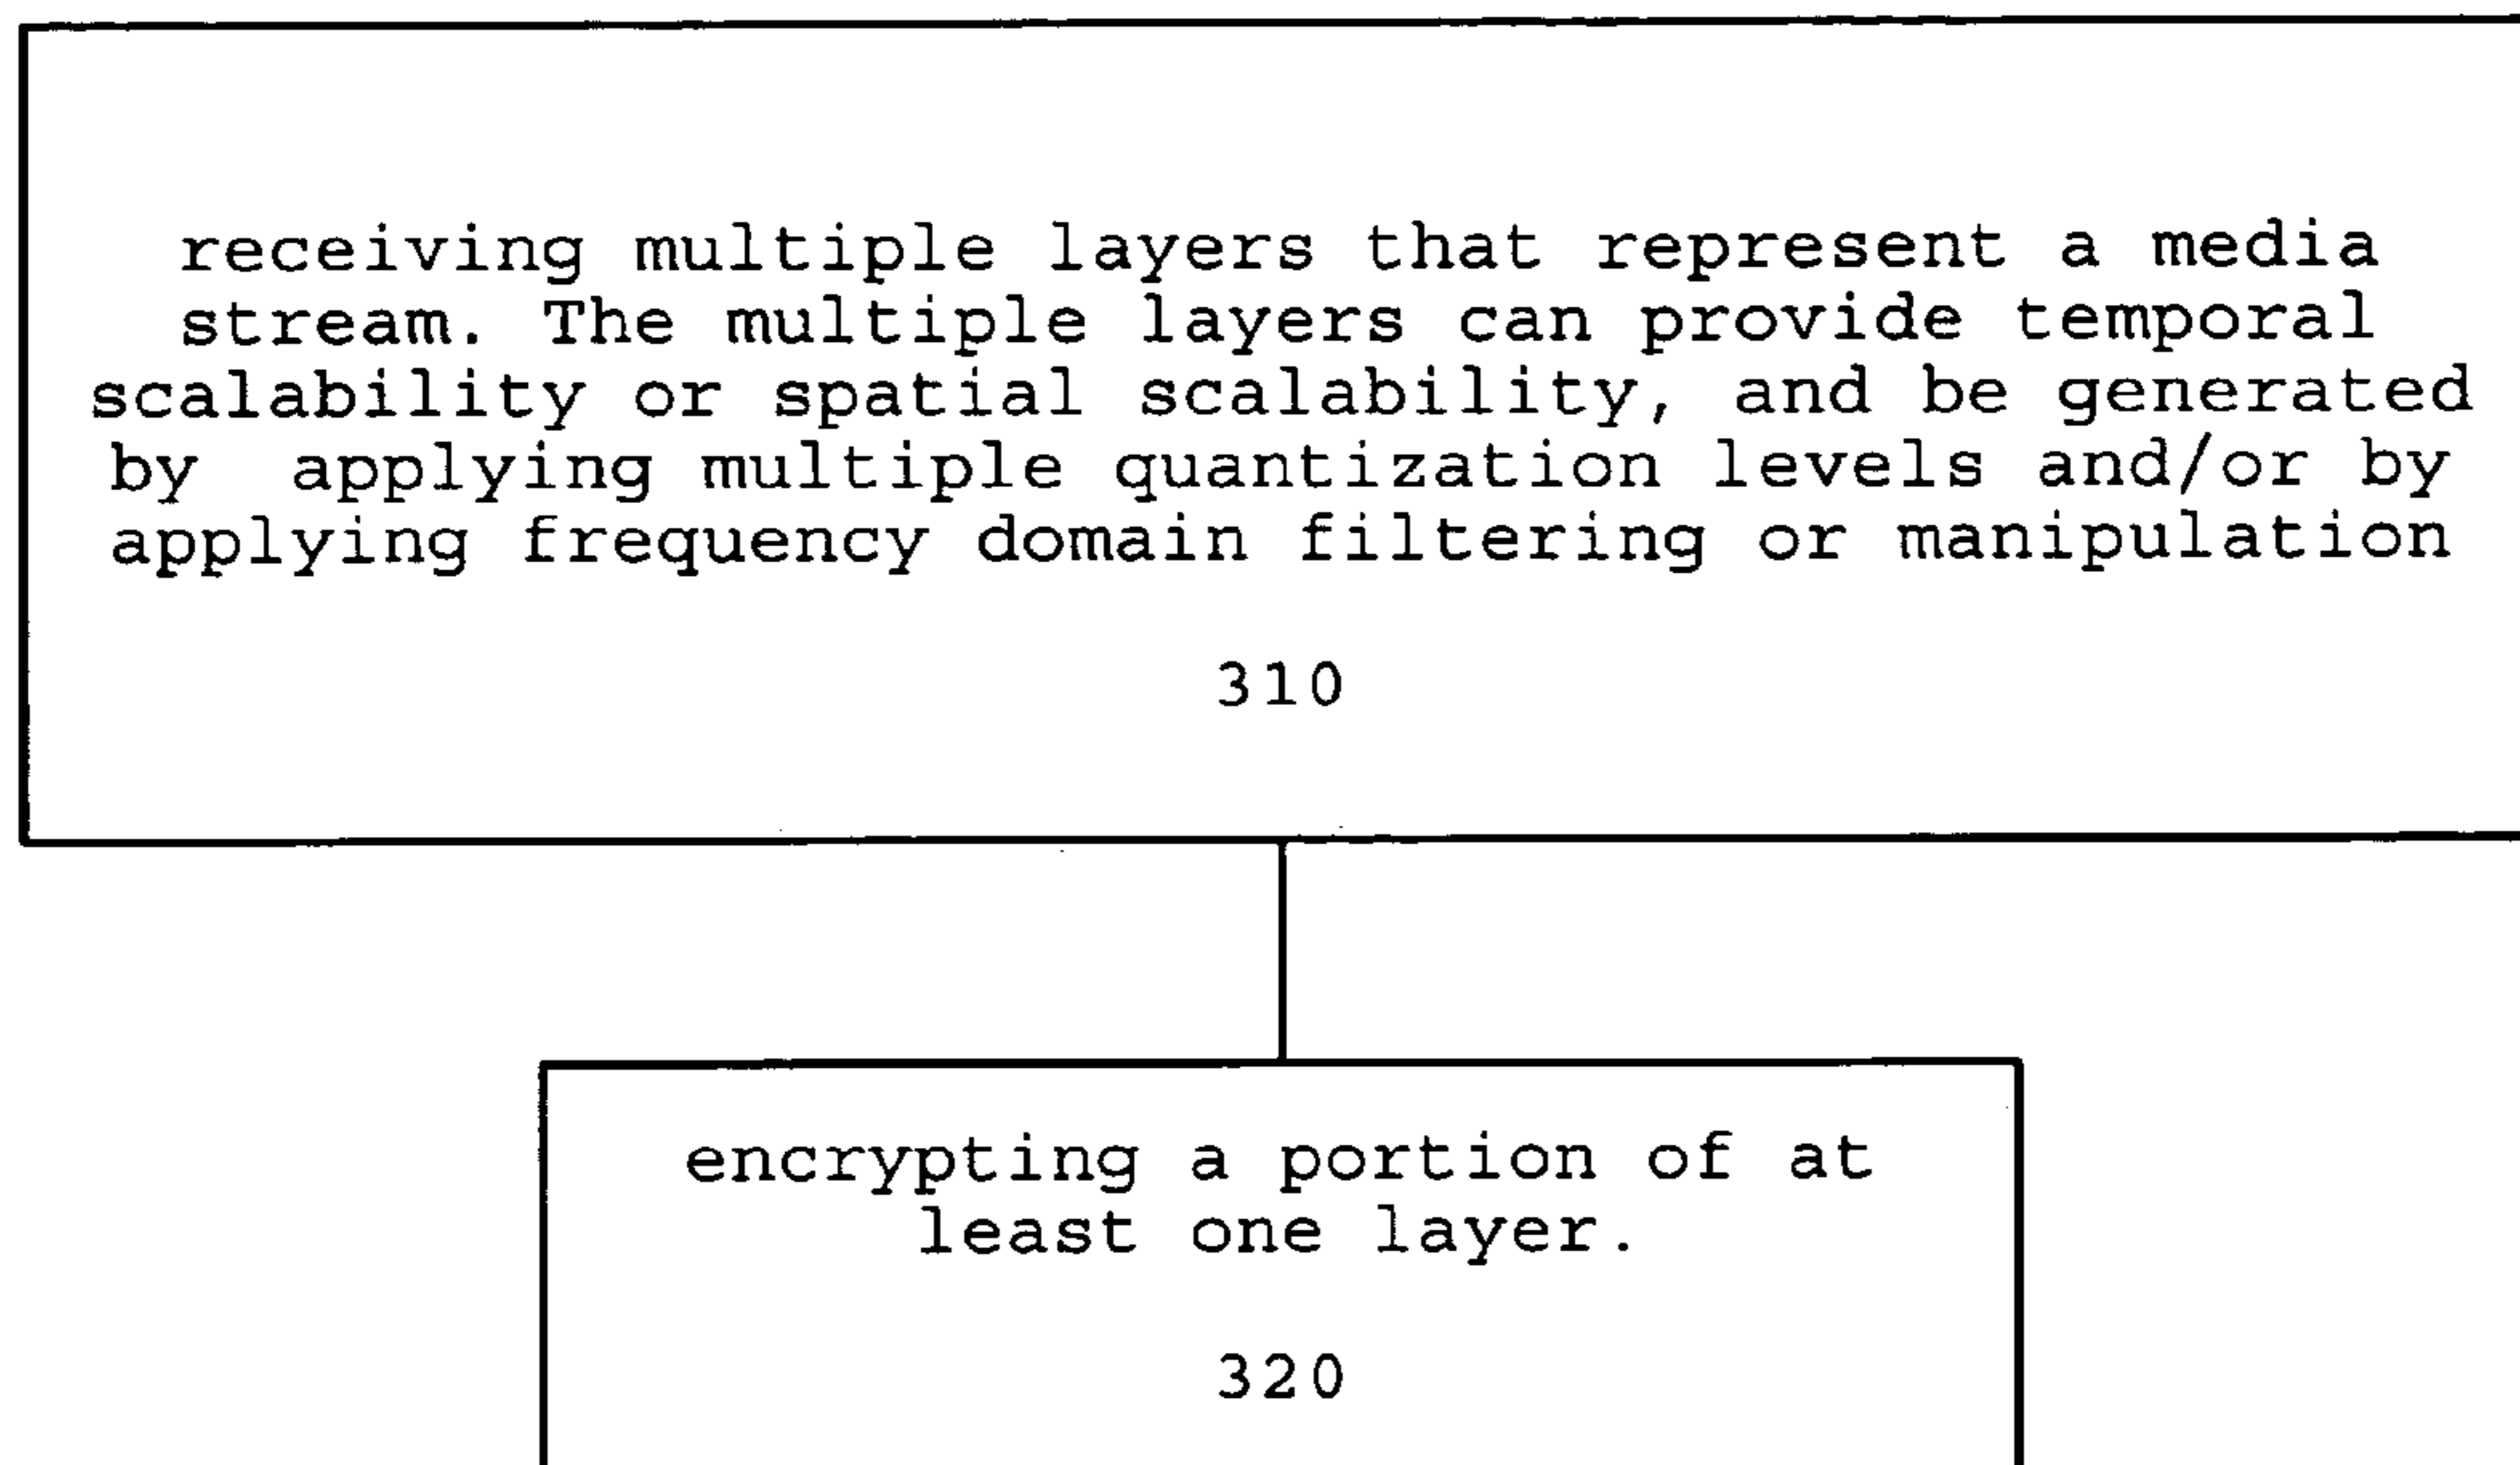 receiving multiple layers that represent a media
stream. The multiple layers can provide temporal
scalability or spatial scalability, and be generated
by applying multiple quantization levels and/or by
applying frequency domain filtering or manipulation
310
encrypting a portion of at
least one layer.
320